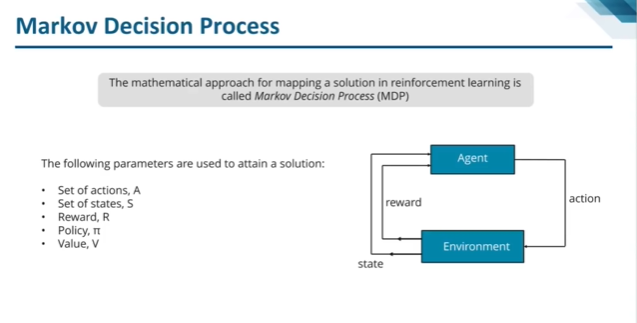 Markov Decision Process
The mathematical approach for mapping a solution in reinforcement learning is
called Markov Decision Process (MDP)
The following parameters are used to attain a solution:
• Set of actions, A
• Set of states, S
• Reward, R
• Policy, π
• Value, V
Agent
reward
action
Environment
state